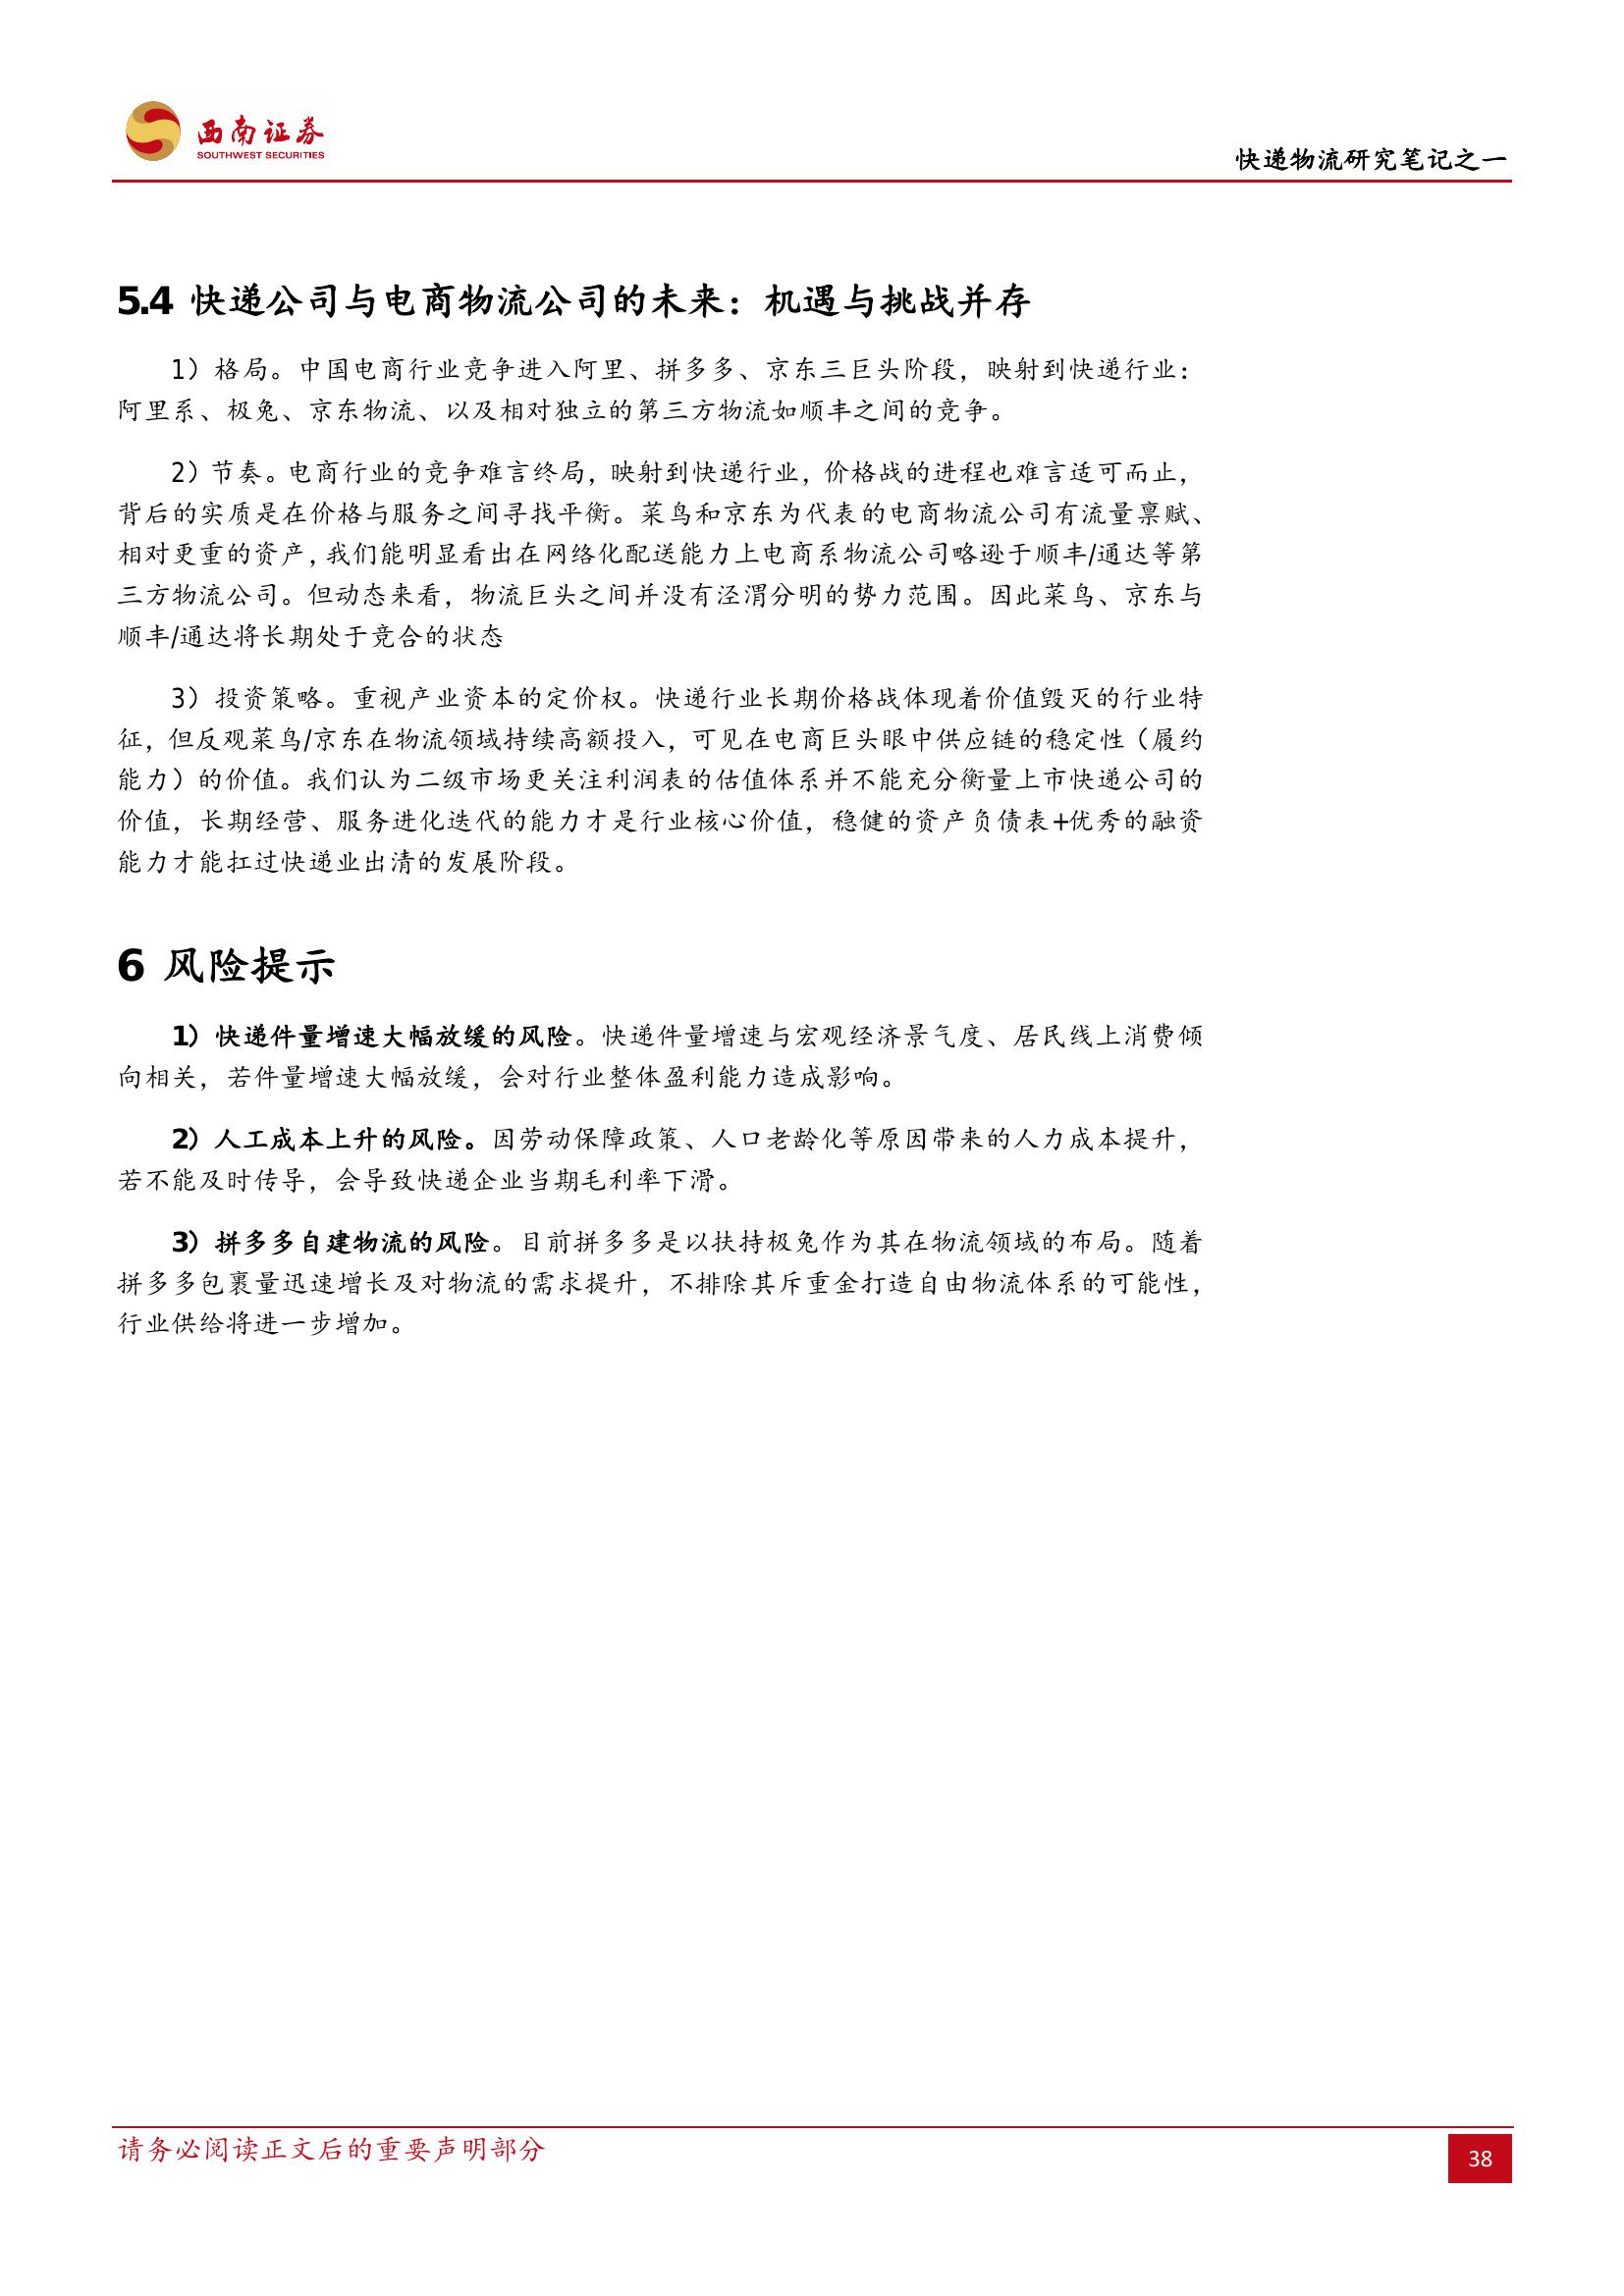 西南证券
SOUTHWEST SECURITIES
快递物流研究笔记之一
5.4 快递公司与电商物流公司的未来：机遇与挑战并存
1）格局。中国电商行业竞争进入阿里、拼多多、京东三巨头阶段，映射到快递行业：
阿里系、极兔、京东物流、以及相对独立的第三方物流如顺丰之间的竞争。
2）节奏。电商行业的竞争难言终局，映射到快递行业，价格战的进程也难言适可而止，
背后的实质是在价格与服务之间寻找平衡。菜鸟和京东为代表的电商物流公司有流量禀赋、
相对更重的资产，我们能明显看出在网络化配送能力上电商系物流公司略逊于顺丰/通达等第
三方物流公司。但动态来看，物流巨头之间并没有泾渭分明的势力范围。因此菜鸟、京东与
顺丰/通达将长期处于竞合的状态
3）投资策略。重视产业资本的定价权。快递行业长期价格战体现着价值毁灭的行业特
征，但反观菜鸟/京东在物流领域持续高额投入，可见在电商巨头眼中供应链的稳定性（履约
能力）的价值。我们认为二级市场更关注利润表的估值体系并不能充分衡量上市快递公司的
价值，长期经营、服务进化迭代的能力才是行业核心价值，稳健的资产负债表+优秀的融资
能力才能扛过快递业出清的发展阶段。
6 风险提示
1）快递件量增速大幅放缓的风险。快递件量增速与宏观经济景气度、居民线上消费倾
向相关，若件量增速大幅放缓，会对行业整体盈利能力造成影响。
2）人工成本上升的风险。因劳动保障政策、人口老龄化等原因带来的人力成本提升，
若不能及时传导，会导致快递企业当期毛利率下滑。
3）拼多多自建物流的风险。目前拼多多是以扶持极兔作为其在物流领域的布局。随着
拼多多包裹量迅速增长及对物流的需求提升，不排除其斥重金打造自由物流体系的可能性，
行业供给将进一步增加。
请务必阅读正文后的重要声明部分
38